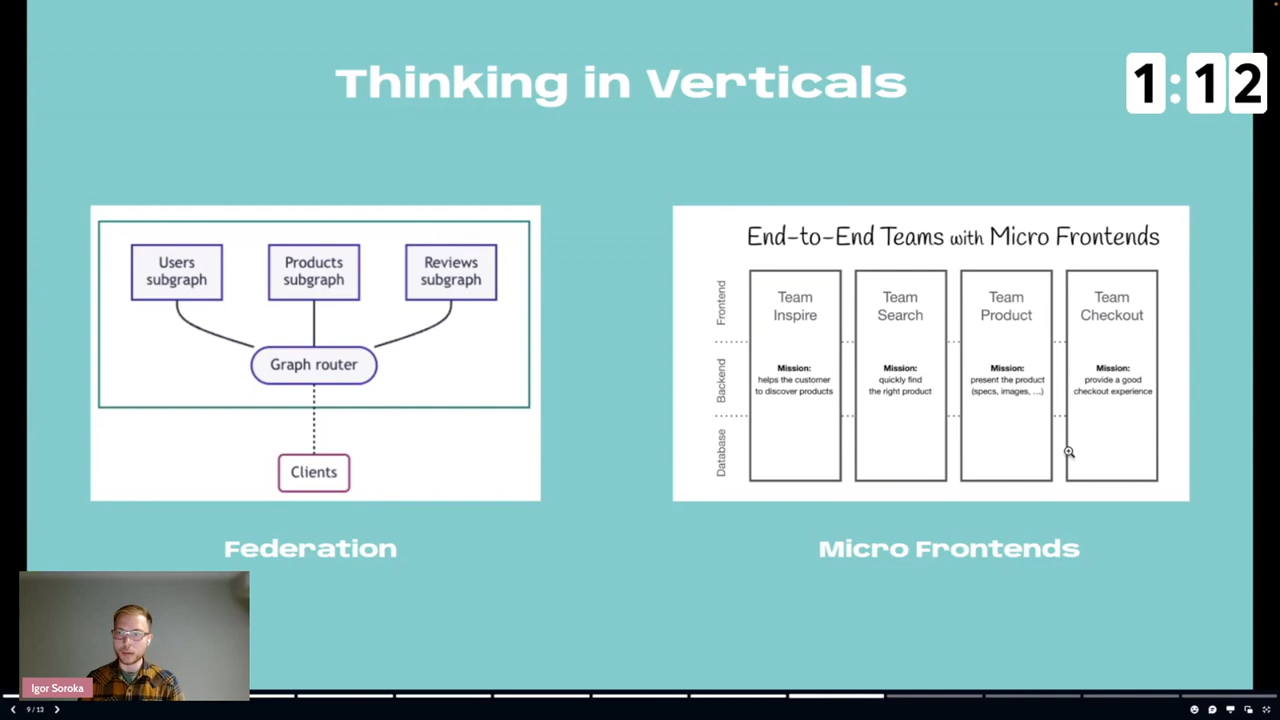 Thinking in Verticals
1:12
Users
subgraph
Products
subgraph
Reviews
subgraph
Graph router
Clients
Federation
End-to-End Teams with Micro Frontends
Frontend
Backend
Database
Team
Inspire
Mission:
helps the customer
to discover products
Team
Search
Mission:
quickly find
the right product
Team
Product
Mission:
present the product
(specs, images, ...)
Team
Checkout
Mission:
provide a good
checkout experience
Micro Frontends
Igor Soroka
9 / 13